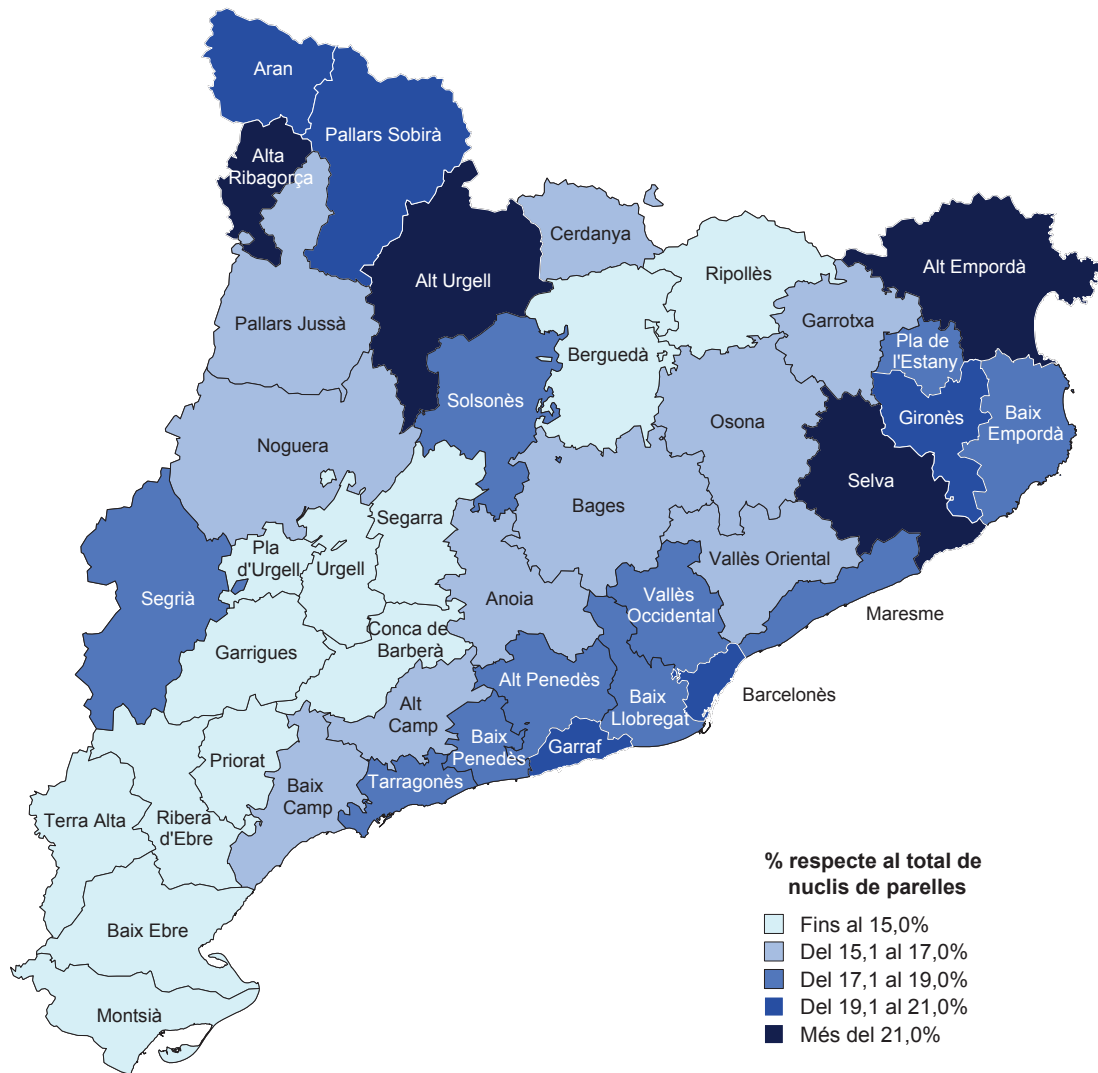 Aran
Pallars Sobirà
Alta
Ribagorça
Cerdanya
Alt Urgell
Ripollès
Alt Empordà
Pallars Jussà
Garrotxa
Pla de
l'Estany
Berguedà
Solsonès
Gironès
Baix
Empordà
Osona
Noguera
Selva
Bages
Segarra
Pla
d'Urgell
Urgell
Vallès Oriental
Segrià
Anoia
Vallès
Occidental
Maresme
Conca de
Barberà
Garrigues
Alt Penedès
Baix
Llobregat
Barcelonès
Alt
Camp
Baix
Penedès
Garraf
Priorat
Tarragonès
Baix
Camp
Terra Alta
Ribera
d'Ebre
Baix Ebre
Montsià
% respecte al total de
nuclis de parelles
Fins al 15,0%
Del 15,1 al 17,0%
Del 17,1 al 19,0%
Del 19,1 al 21,0%
Més del 21,0%